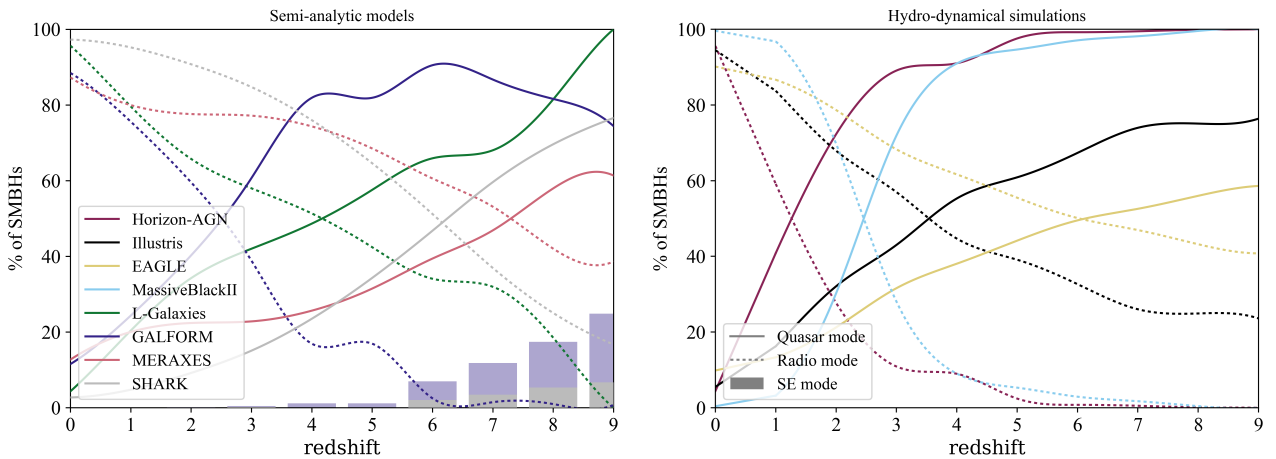 Semi-analytic models
% of SMBHs
100
80
60
40
20
0
Horizon-AGN
Illustris
EAGLE
MassiveBlackII
L-Galaxies
GALFORM
MERAXES
SHARK
0 1 2 3 4 5 6 7 8 9
redshift
Hydro-dynamical simulations
% of SMBHs
100
80
60
40
20
0
Quasar mode
Radio mode
SE mode
0 1 2 3 4 5 6 7 8 9
redshift